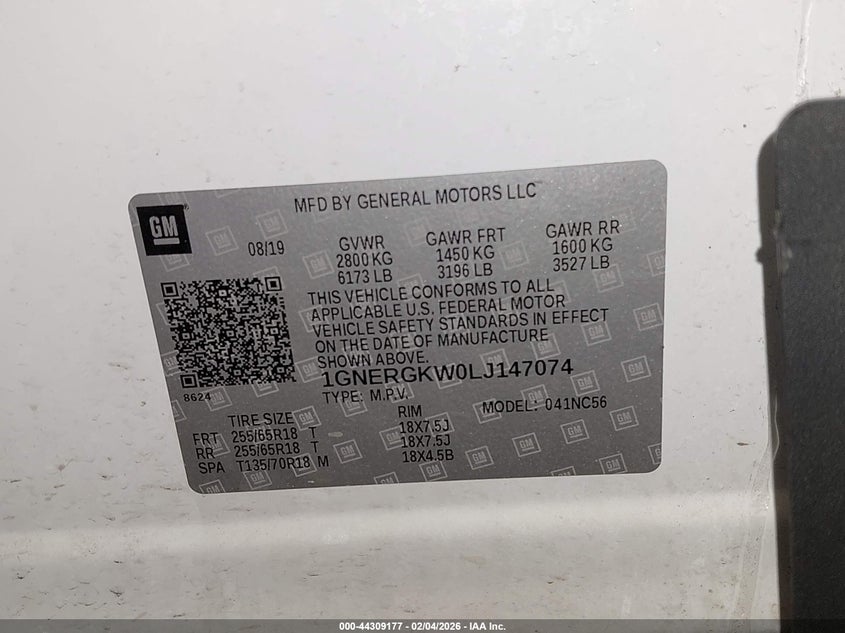 MFD BY GENERAL MOTORS LLC
GM
08/19
GVWR GAWR FRT GAWR RR
2800 KG 1450 KG 1600 KG
6173 LB 3196 LB 3527 LB
THIS VEHICLE CONFORMS TO ALL
APPLICABLE U.S. FEDERAL MOTOR
VEHICLE SAFETY STANDARDS IN EFFECT
ON THE DATE OF MANUFACTURE
SHOWN ABOVE.
1GNERGKW0LJ147074
8624
TYPE: M.P.V. MODEL: 041NC56
TIRE SIZE RIM
FRT 255/65R18 T 18X7.5J
RR 255/65R18 T 18X7.5J
SPA T135/70R18 M 18X4.5B
000-44309177 - 02/04/2026 - IAA Inc.